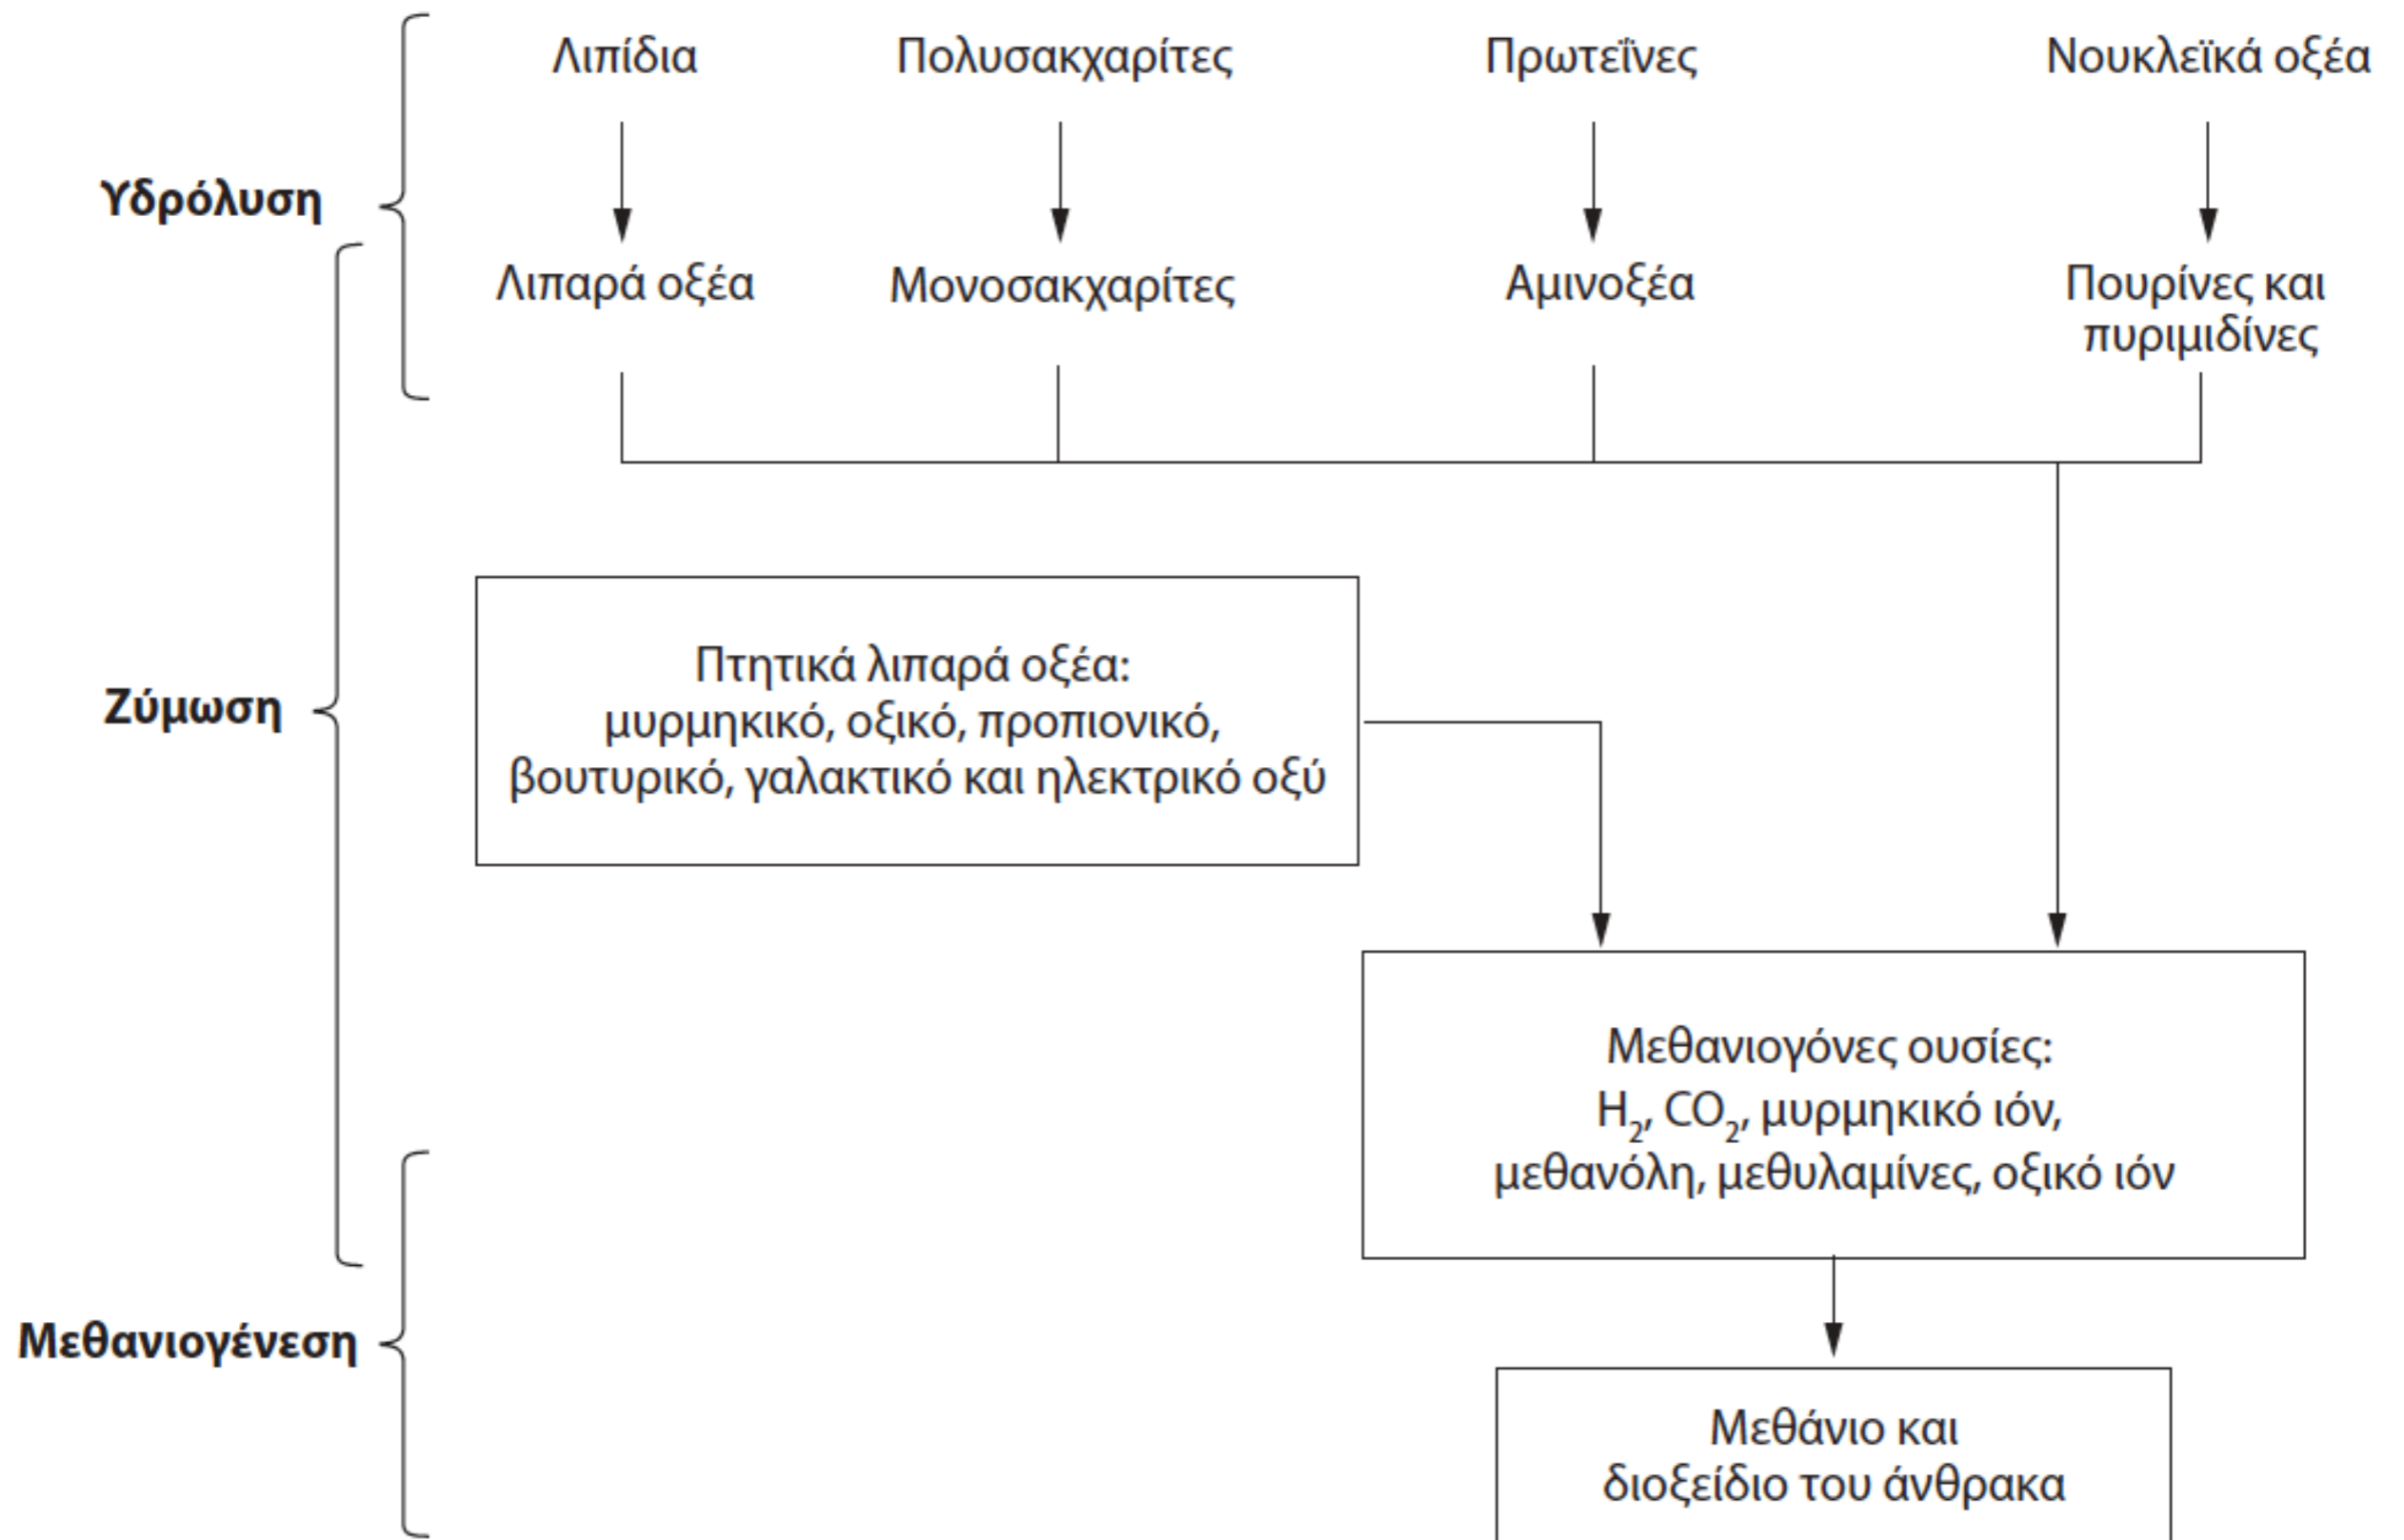 Λιπίδια
Πολυσακχαρίτες
Πρωτεΐνες
Νουκλεϊκά οξέα
Υδρόλυση
Λιπαρά οξέα
Μονοσακχαρίτες
Αμινοξέα
Πουρίνες και
πυριμιδίνες
Ζύμωση
Πτητικά λιπαρά οξέα:
μυρμηκικό, οξικό, προπιονικό,
βουτυρικό, γαλακτικό και ηλεκτρικό οξύ
Μεθανιογόνες ουσίες:
H₂, CO₂, μυρμηκικό ιόν,
μεθανόλη, μεθυλαμίνες, οξικό ιόν
Μεθανιογένεση
Μεθάνιο και
διοξείδιο του άνθρακα